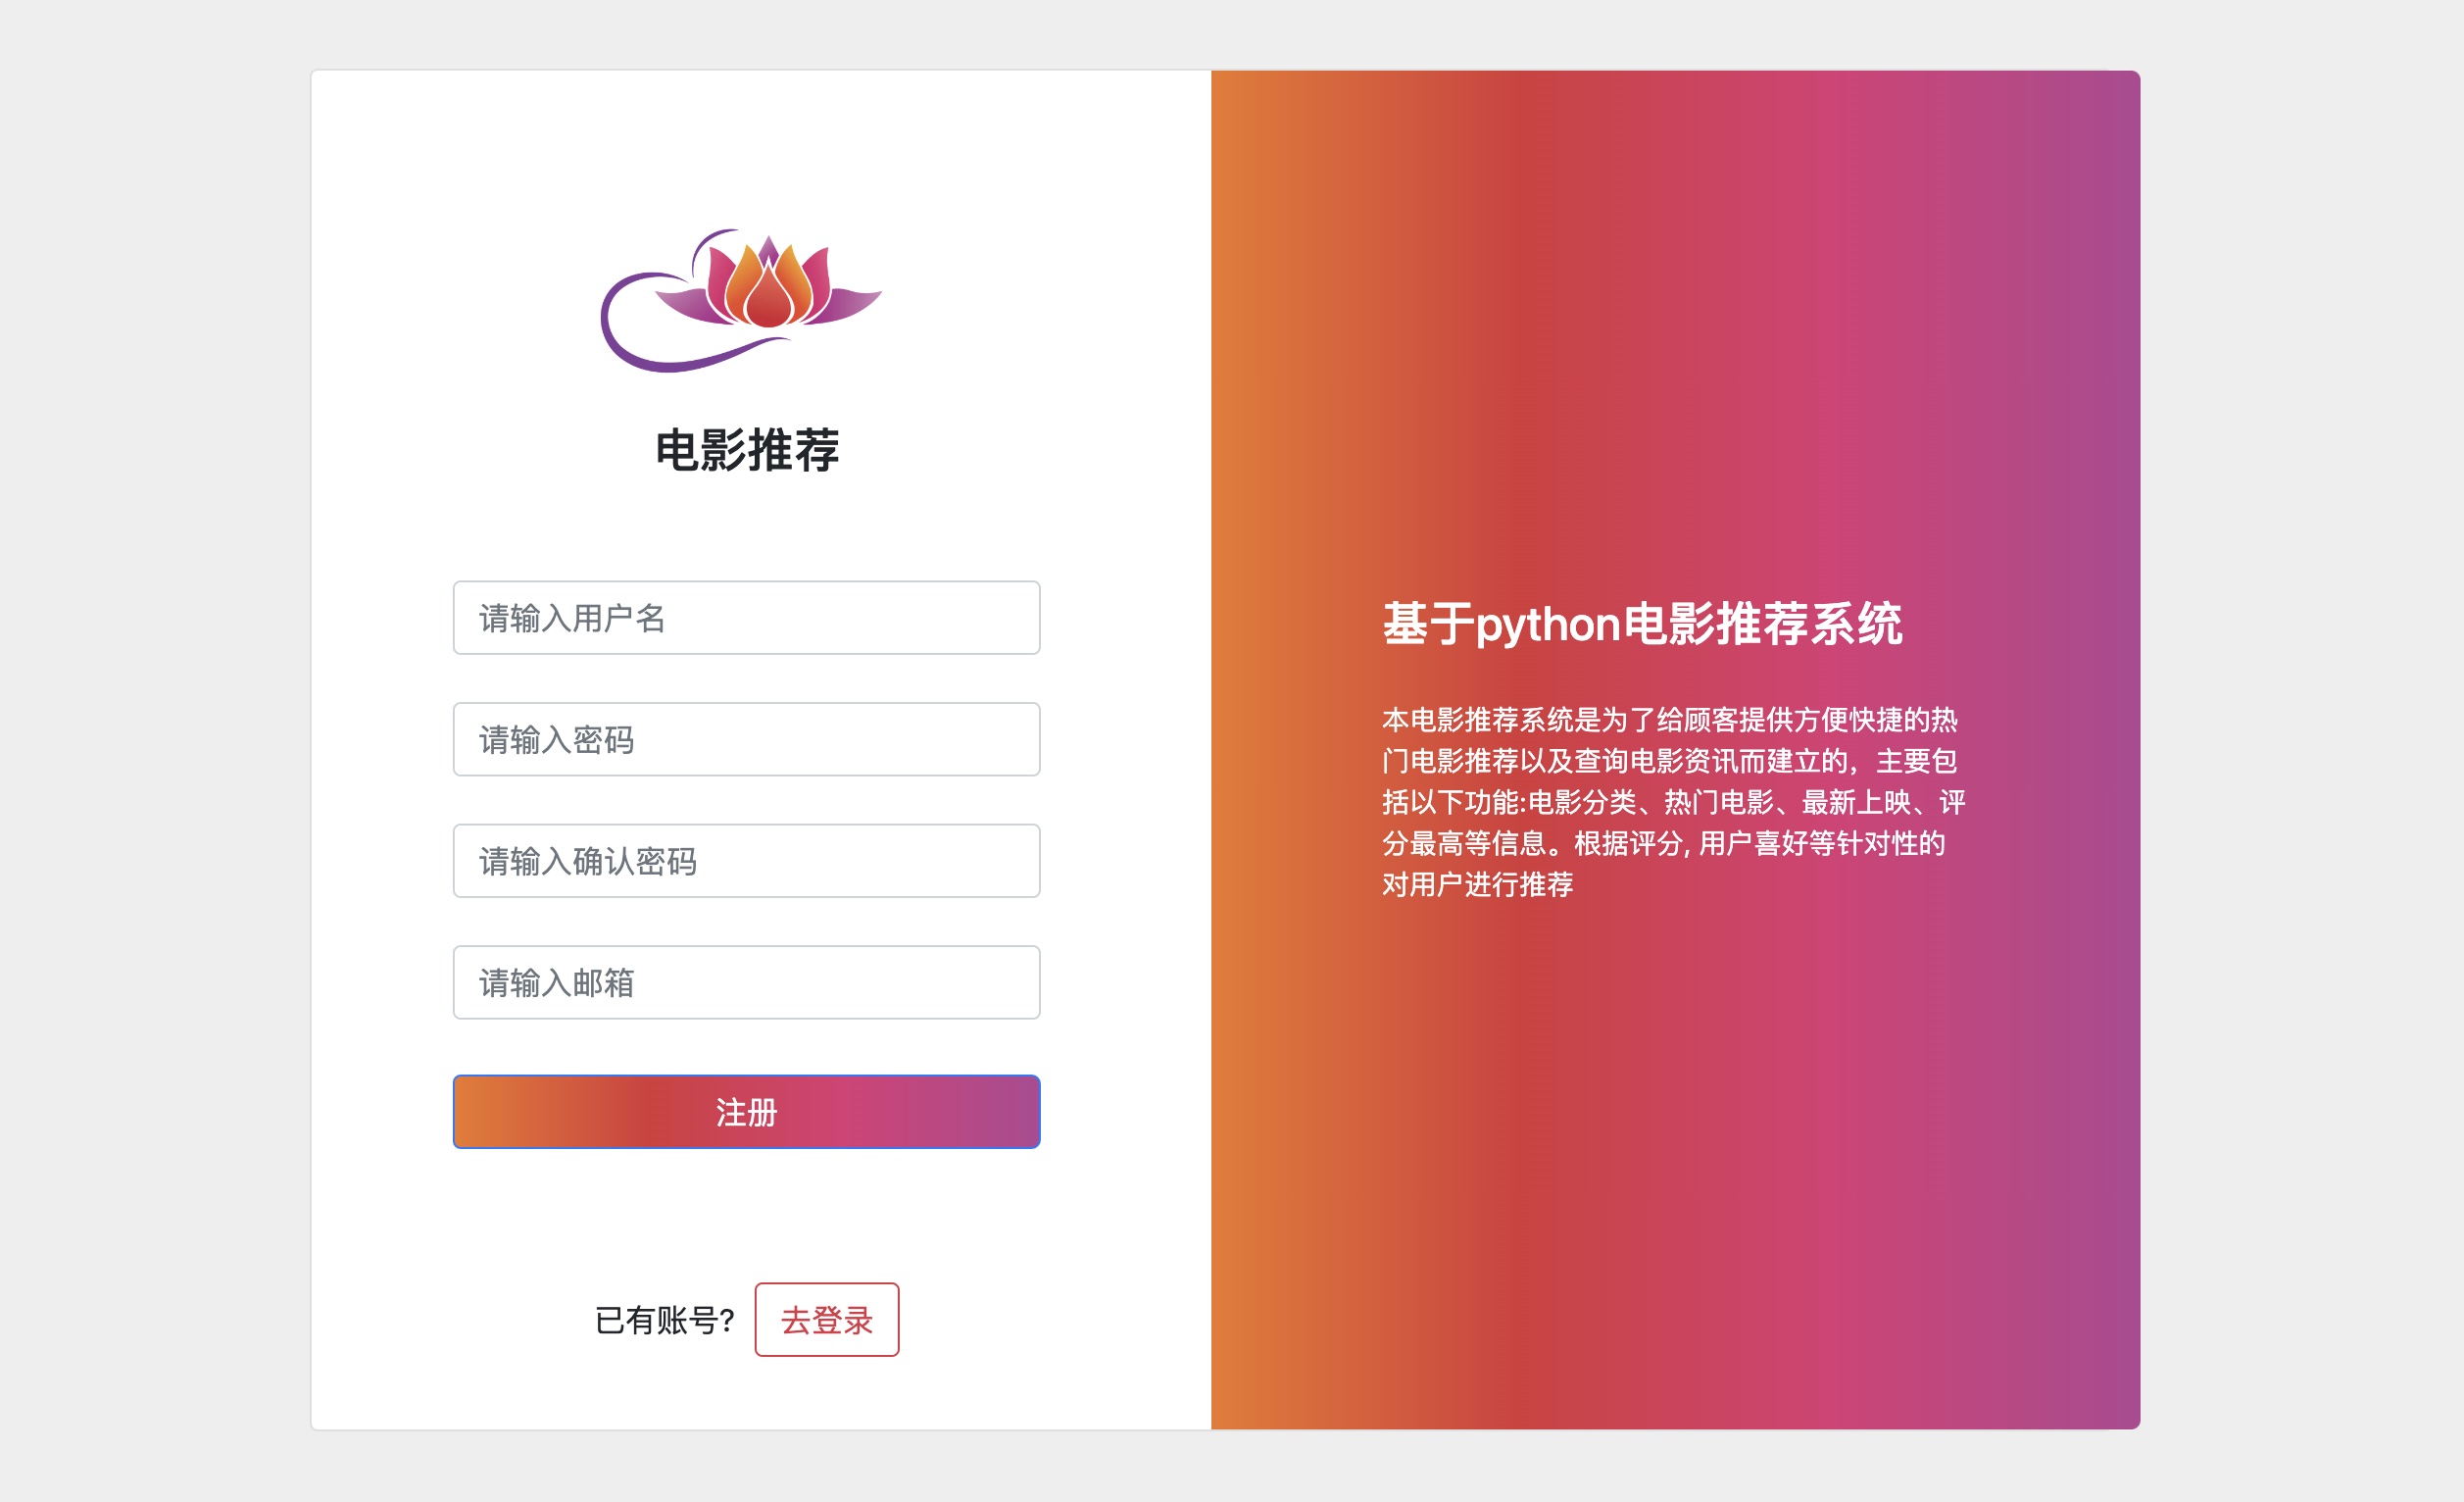 电影推荐
请输入用户名
请输入密码
请输入确认密码
请输入邮箱
注册
已有账号?
去登录
基于python电影推荐系统
本电影推荐系统是为了给顾客提供方便快捷的热
门电影推荐以及查询电影资讯而建立的，主要包
括以下功能:电影分类、热门电影、最新上映、评
分最高等信息。根据评分, 用户喜好等针对性的
对用户进行推荐